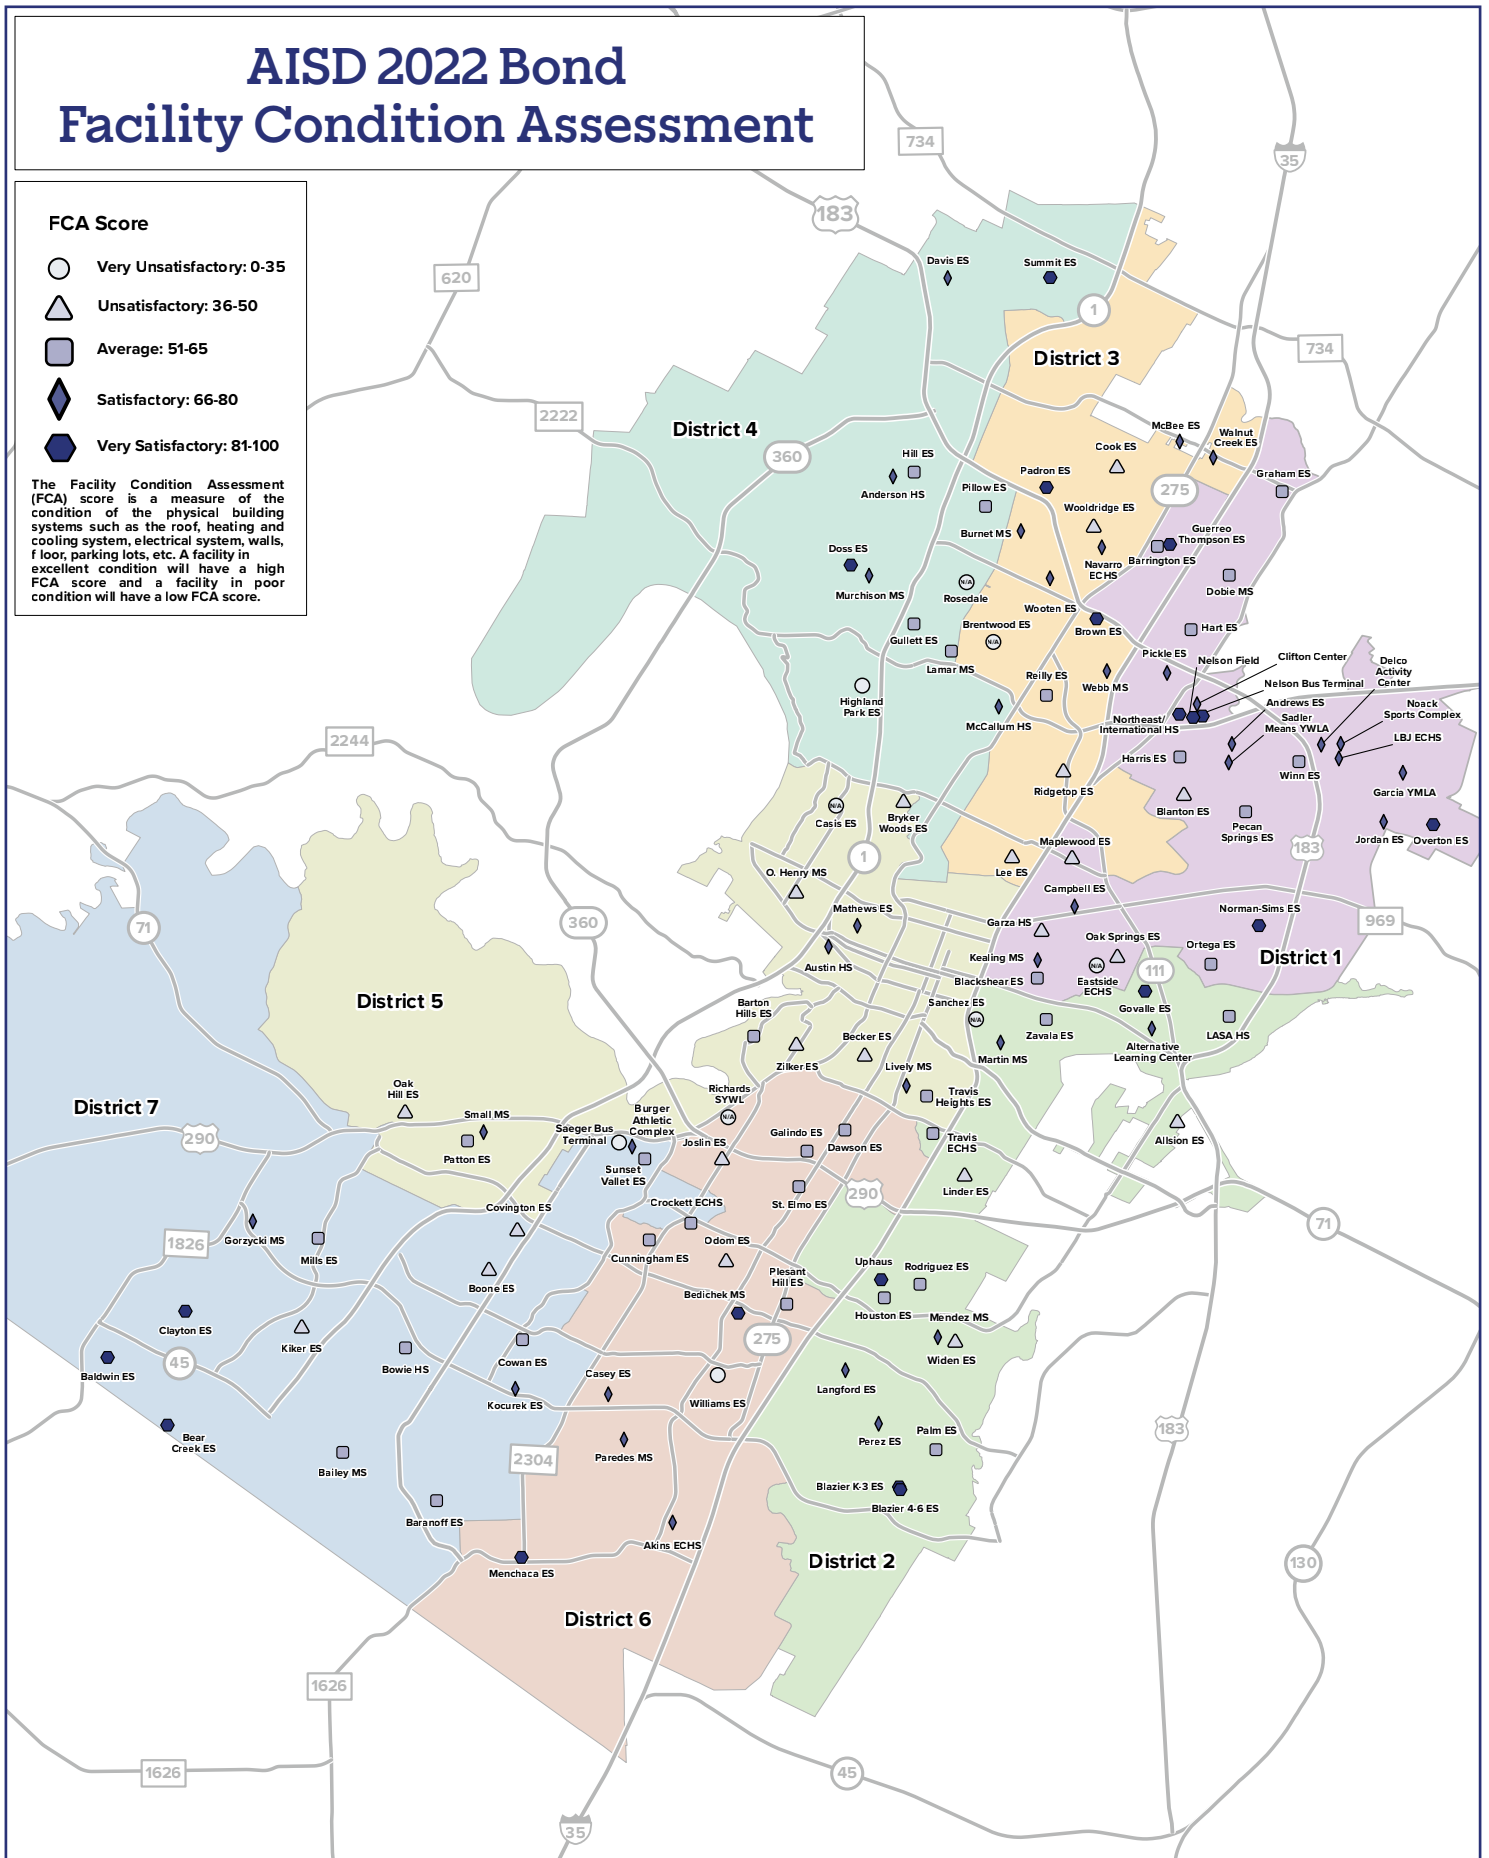 AISD 2022 Bond
Facility Condition Assessment
FCA Score
Very Unsatisfactory: 0-35
Unsatisfactory: 36-50
Average: 51-65
Satisfactory: 66-80
Very Satisfactory: 81-100
The Facility Condition Assessment
(FCA) score is a measure of the
condition of the physical building
systems such as the roof, heating and
cooling system, electrical system, walls,
f loor, parking lots, etc. A facility in
excellent condition will have a high
FCA score and a facility in poor
condition will have a low FCA score.
734
35
183
620
Davis ES
Summit ES
1
734
District 3
2222
District 4
360
McBee ES
Walnut
Creek ES
Cook ES
Hill ES
Anderson HS
Padron ES
Graham ES
275
Pillow ES
Wooldridge ES
Burnet MS
Guerreo
Thompson ES
Barrington ES
Navarro
ECHS
Doss ES
Murchison MS
N/A
Rosedale
Dobie MS
Wooten ES
Brentwood ES
N/A
Brown ES
Hart ES
Gullett ES
Lamar MS
Pickle ES
Nelson Field
Clifton Center
Delco
Activity
Center
Reilly ES
Webb MS
Nelson Bus Terminal
Highland
Park ES
Andrews ES
Noack
Sports Complex
McCallum HS
Northeast/
International HS
Sadler
Means YWLA
LBJ ECHS
2244
Harris ES
Winn ES
Ridgetop ES
Garcia YMLA
N/A
Casis ES
Bryker
Woods ES
Blanton ES
Pecan
Springs ES
Jordan ES
Overton ES
Maplewood ES
183
1
Lee ES
O. Henry MS
Campbell ES
Mathews ES
Garza HS
Norman-Sims ES
969
71
360
Oak Springs ES
Ortega ES
District 1
Austin HS
Kealing MS
N/A
Eastside
ECHS
111
Blackshear ES
District 5
Barton
Hills ES
Sanchez ES
N/A
Govalle ES
Zavala ES
LASA HS
Becker ES
Martin MS
Alternative
Learning Center
Zilker ES
Lively MS
Oak
Hill ES
Richards
SYWL
N/A
Travis
Heights ES
District 7
Small MS
Burger
Athletic
Complex
Saeger Bus
Terminal
290
Patton ES
Joslin ES
Galindo ES
Dawson ES
Travis
ECHS
Allsion ES
Sunset
Vallet ES
St. Elmo ES
290
Linder ES
Crockett ECHS
Covington ES
71
Gorzycki MS
1826
Mills ES
Cunningham ES
Odom ES
Uphaus
Rodriguez ES
Boone ES
Plesant
Hill ES
Bedichek MS
Houston ES
Mendez MS
Clayton ES
Kiker ES
275
Widen ES
45
Bowie HS
Cowan ES
Baldwin ES
Casey ES
Langford ES
Kocurek ES
Williams ES
183
Bear
Creek ES
Perez ES
Palm ES
Paredes MS
2304
Bailey MS
Blazier K-3 ES
Blazier 4-6 ES
Baranoff ES
Akins ECHS
District 2
130
Menchaca ES
District 6
1626
1626
45
35